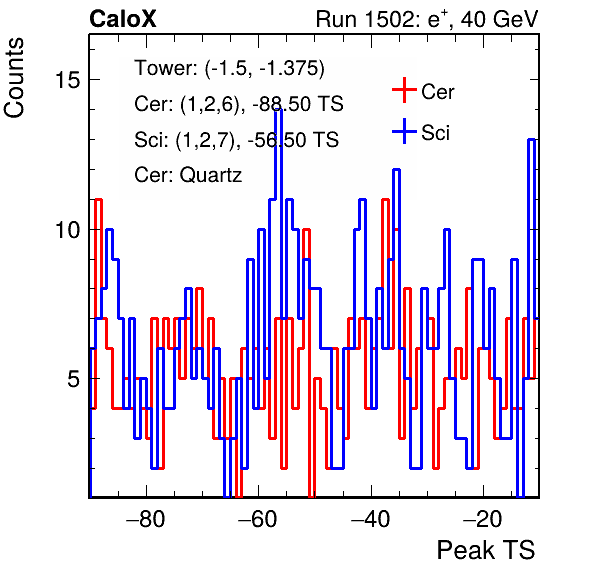 CaloX Run 1502: e⁺, 40 GeV
Counts
Tower: (-1.5, -1.375)
Cer: (1,2,6), -88.50 TS
Sci: (1,2,7), -56.50 TS
Cer: Quartz
Cer
Sci
15
10
5
−80 −60 −40 −20
Peak TS